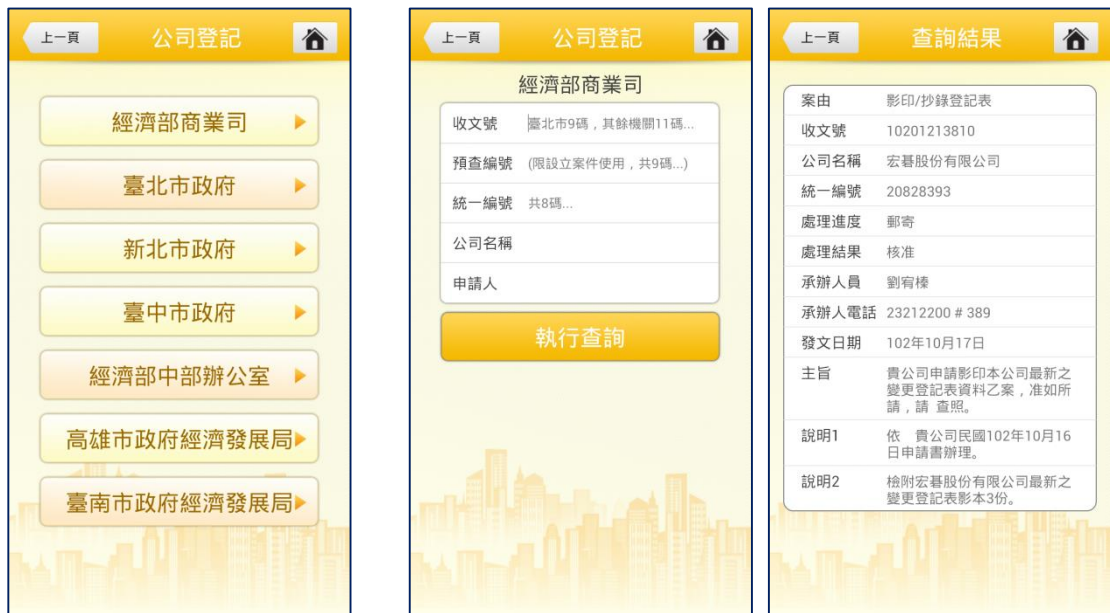 上一頁
公司登記
經濟部商業司
臺北市政府
新北市政府
臺中市政府
經濟部中部辦公室
高雄市政府經濟發展局
臺南市政府經濟發展局
上一頁
公司登記
經濟部商業司
收文號 臺北市9碼，其餘機關11碼...
預查編號 (限設立案件使用，共9碼...)
統一編號 共8碼...
公司名稱
申請人
執行查詢
上一頁
查詢結果
案由 影印/抄錄登記表
收文號 10201213810
公司名稱 宏碁股份有限公司
統一編號 20828393
處理進度 郵寄
處理結果 核准
承辦人員 劉宥榛
承辦人電話 23212200 # 389
發文日期 102年10月17日
主旨 貴公司申請影印本公司最新之
變更登記表資料乙案，准如所
請，請 查照。
說明1 依 貴公司民國102年10月16
日申請書辦理。
說明2 檢附宏碁股份有限公司最新之
變更登記表影本3份。